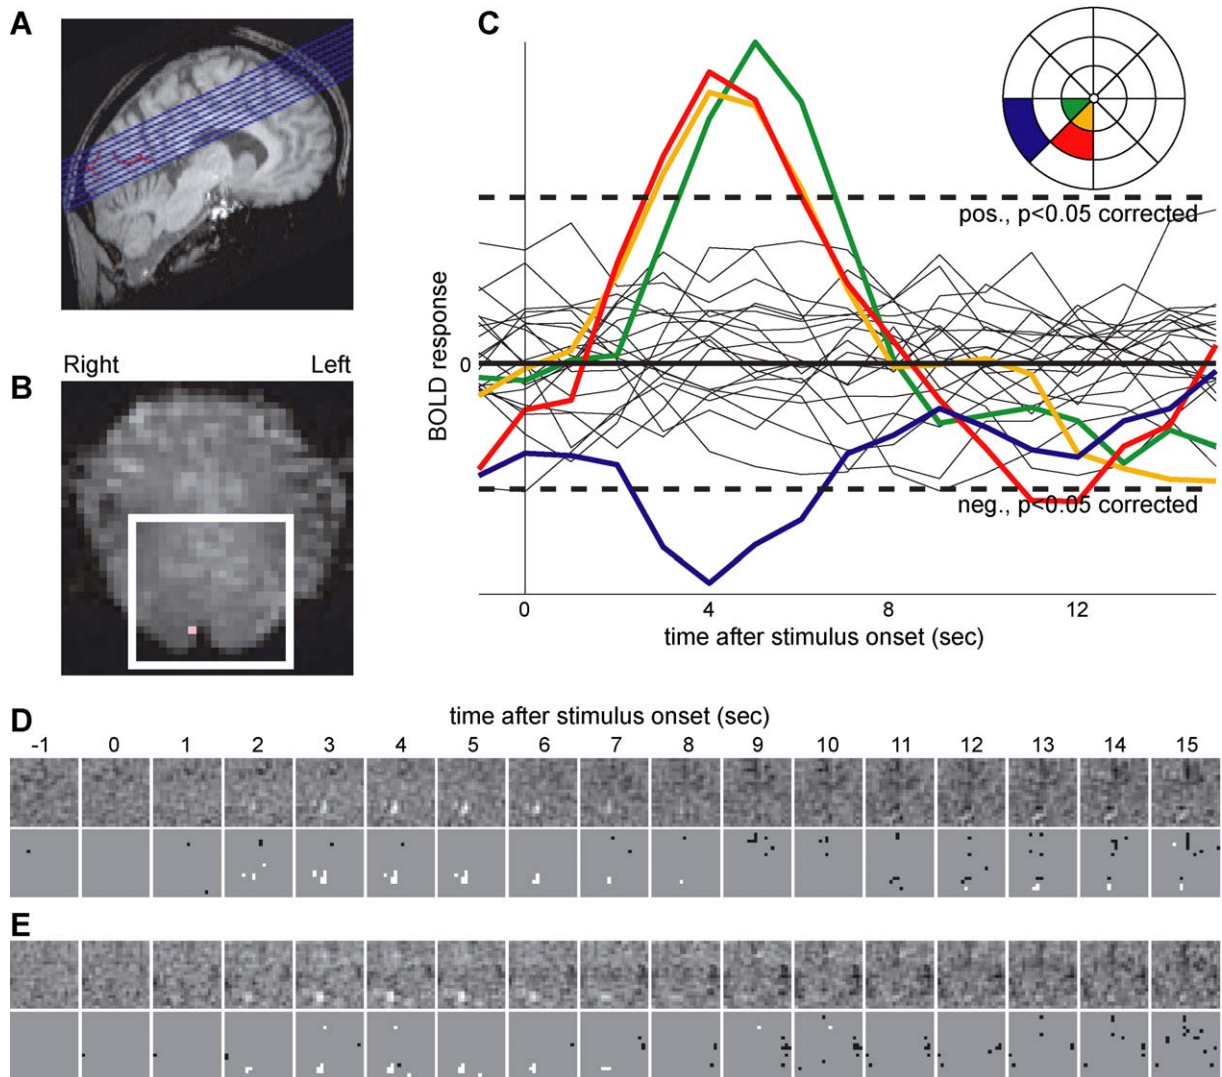 A
C
pos., p<0.05 corrected
BOLD response
0
neg., p<0.05 corrected
0 4 8 12
time after stimulus onset (sec)
Right Left
B
D
time after stimulus onset (sec)
-1 0 1 2 3 4 5 6 7 8 9 10 11 12 13 14 15
E